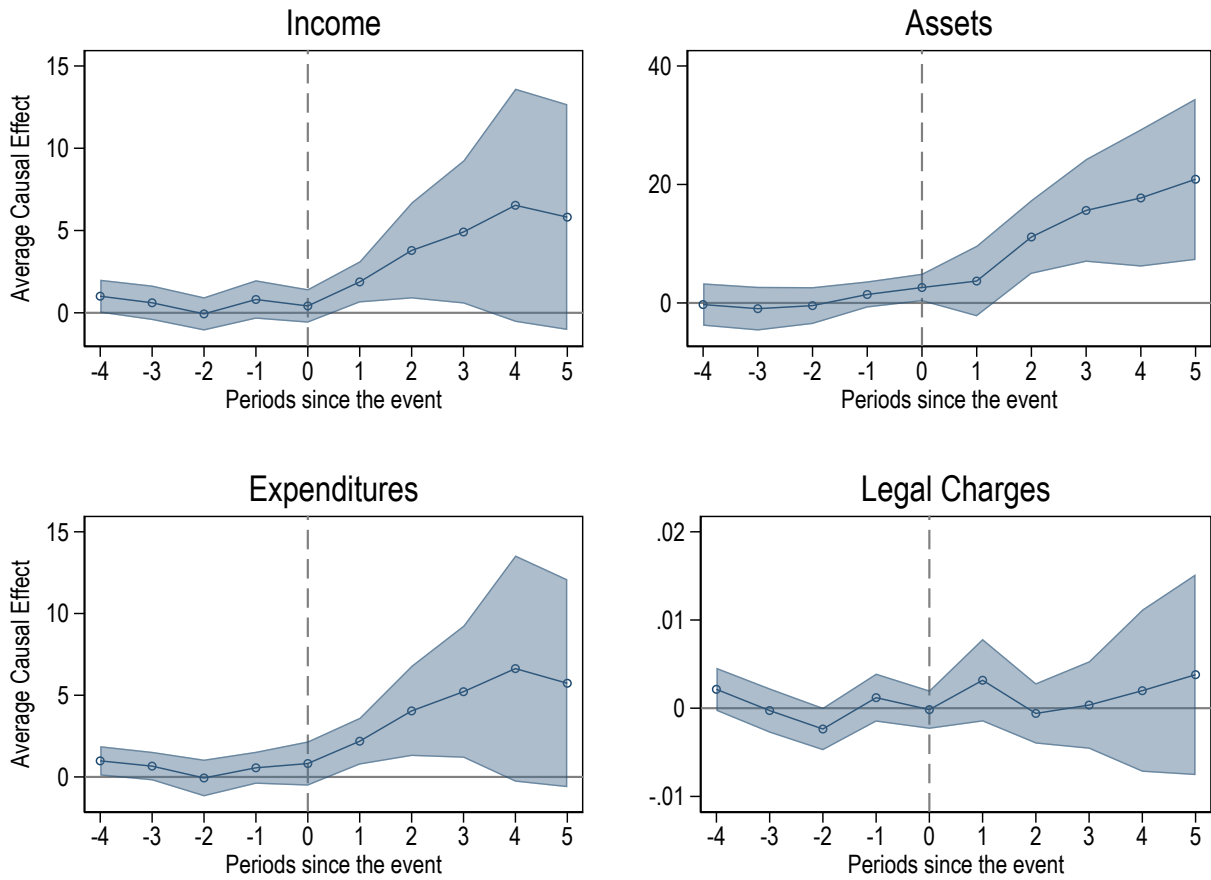 Income
Average Causal Effect
15
10
5
0
-4 -3 -2 -1 0 1 2 3 4 5
Periods since the event
Assets
40
20
0
-4 -3 -2 -1 0 1 2 3 4 5
Periods since the event
Expenditures
Average Causal Effect
15
10
5
0
-4 -3 -2 -1 0 1 2 3 4 5
Periods since the event
Legal Charges
.02
.01
0
-.01
-4 -3 -2 -1 0 1 2 3 4 5
Periods since the event